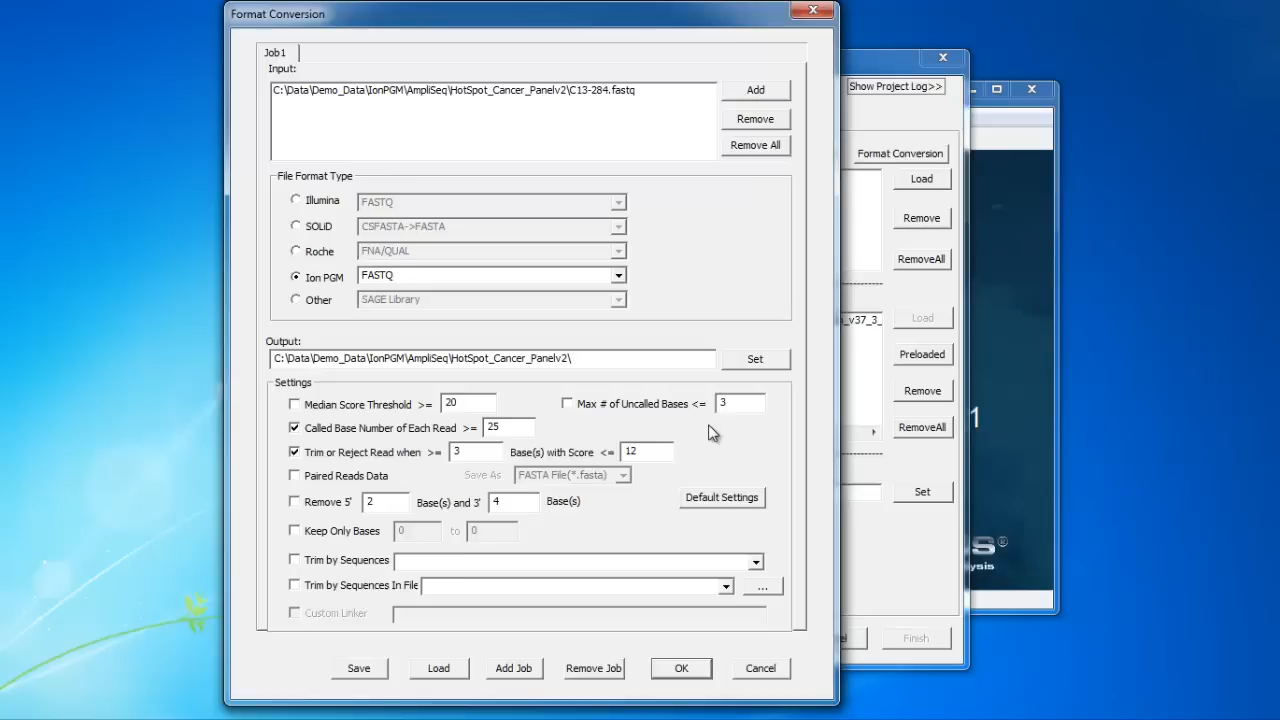 Format Conversion
Job1
Input:
C:\Data\Demo_Data\IonPGM\AmpliSeq\HotSpot_Cancer_Panelv2\C13-284.fastq
Add
Remove
Remove All
File Format Type
Illumina FASTQ
SOLiD CSFASTA->FASTA
Roche FNA/QUAL
Ion PGM FASTQ
Other SAGE Library
Output:
C:\Data\Demo_Data\IonPGM\AmpliSeq\HotSpot_Cancer_Panelv2\
Set
Settings
Median Score Threshold >= 20 Max # of Uncalled Bases <= 3
Called Base Number of Each Read >= 25
Trim or Reject Read when >= 3 Base(s) with Score <= 12
Paired Reads Data Save As FASTA File(*.fasta)
Remove 5' 2 Base(s) and 3' 4 Base(s) Default Settings
Keep Only Bases 0 to 0
Trim by Sequences
Trim by Sequences In File ...
Custom Linker
Save Load Add Job Remove Job OK Cancel
Show Project Log>>
Format Conversion
Load
Remove
RemoveAll
_v37_3_
Load
Preloaded
Remove
RemoveAll
Set
Finish
1
S®
ysis